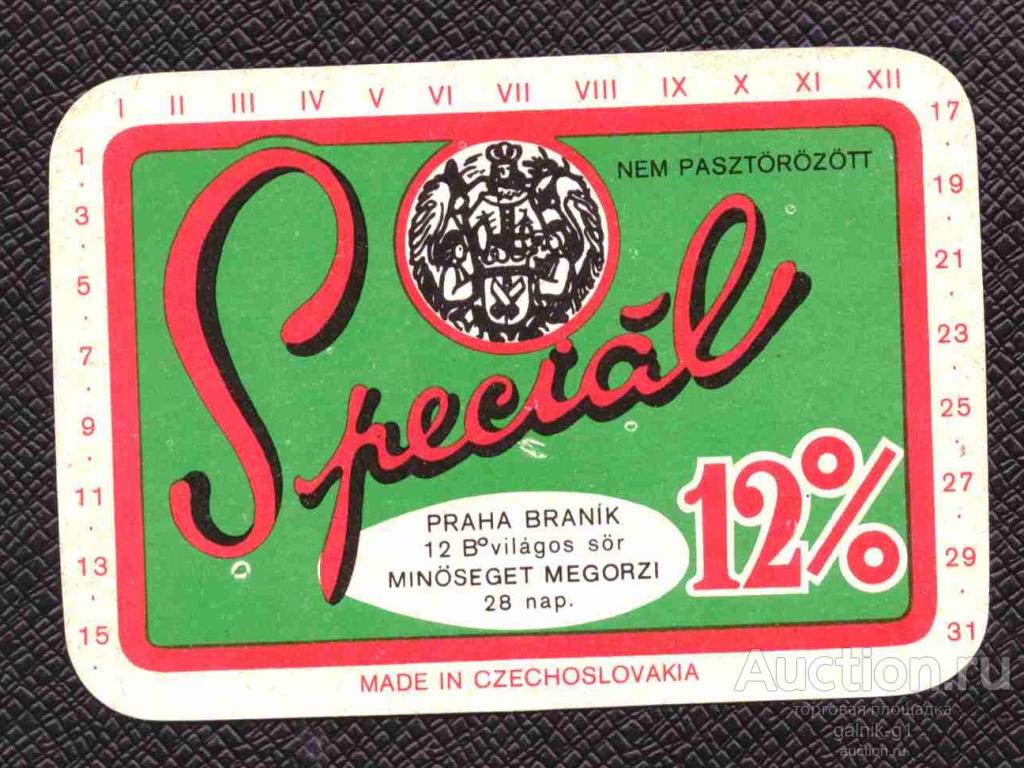 I II III IV V VI VII VIII IX X XI XII
1
3
5
7
9
11
13
15
17
19
21
23
25
27
29
31
NEM PASZTÖRÖZÖTT
Speciál
12%
PRAHA BRANÍK
12 B° világos sör
MINÖSEGET MEGORZI
28 nap.
MADE IN CZECHOSLOVAKIA
Auction.ru
торговая площадка
galnik-g1
auction.ru